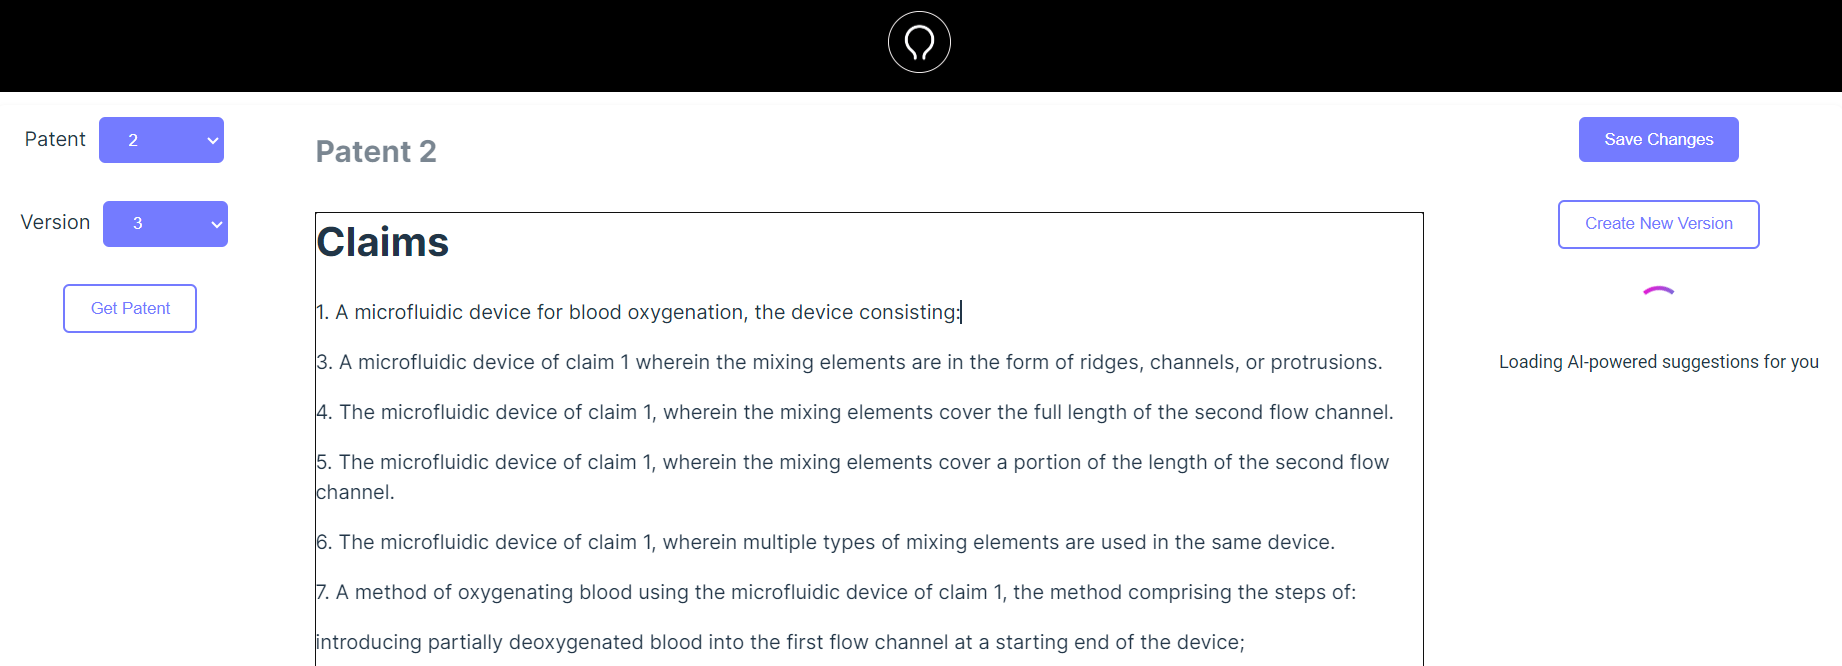 Patent 2
Version 3
Get Patent
Patent 2
Claims
1. A microfluidic device for blood oxygenation, the device consisting:
3. A microfluidic device of claim 1 wherein the mixing elements are in the form of ridges, channels, or protrusions.
4. The microfluidic device of claim 1, wherein the mixing elements cover the full length of the second flow channel.
5. The microfluidic device of claim 1, wherein the mixing elements cover a portion of the length of the second flow
channel.
6. The microfluidic device of claim 1, wherein multiple types of mixing elements are used in the same device.
7. A method of oxygenating blood using the microfluidic device of claim 1, the method comprising the steps of:
introducing partially deoxygenated blood into the first flow channel at a starting end of the device;
Save Changes
Create New Version
Loading AI-powered suggestions for you